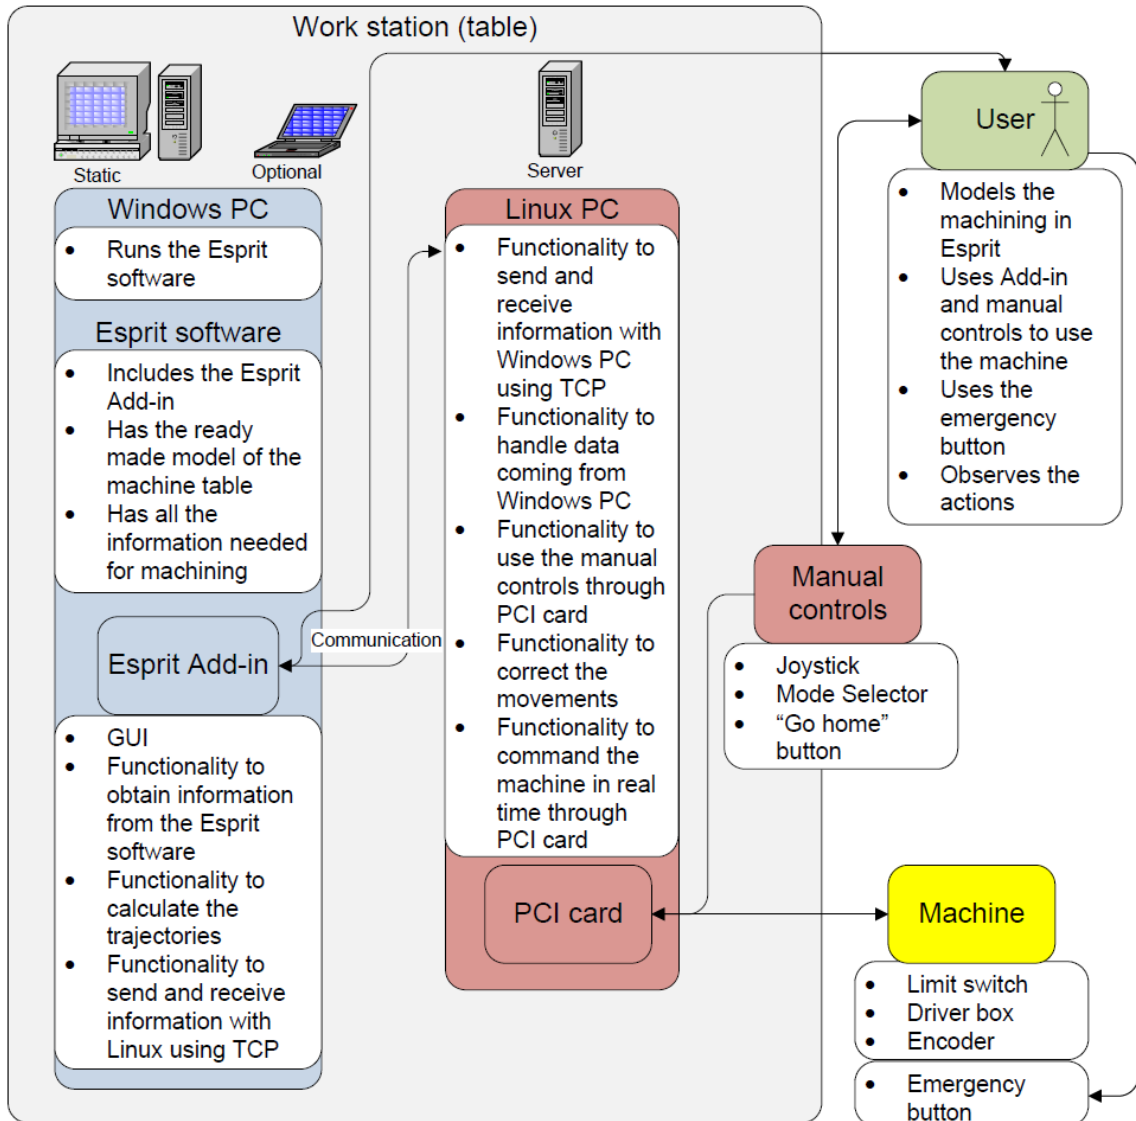 Work station (table)
Static
Optional
Server
Windows PC
• Runs the Esprit
software
Esprit software
• Includes the Esprit
Add-in
• Has the ready
made model of the
machine table
• Has all the
information needed
for machining
Esprit Add-in
• GUI
• Functionality to
obtain information
from the Esprit
software
• Functionality to
calculate the
trajectories
• Functionality to
send and receive
information with
Linux using TCP
Communication
Linux PC
• Functionality to
send and
receive
information with
Windows PC
using TCP
• Functionality to
handle data
coming from
Windows PC
• Functionality to
use the manual
controls through
PCI card
• Functionality to
correct the
movements
• Functionality to
command the
machine in real
time through
PCI card
PCI card
User
• Models the
machining in
Esprit
• Uses Add-in
and manual
controls to use
the machine
• Uses the
emergency
button
• Observes the
actions
Manual
controls
• Joystick
• Mode Selector
• “Go home”
button
Machine
• Limit switch
• Driver box
• Encoder
• Emergency
button